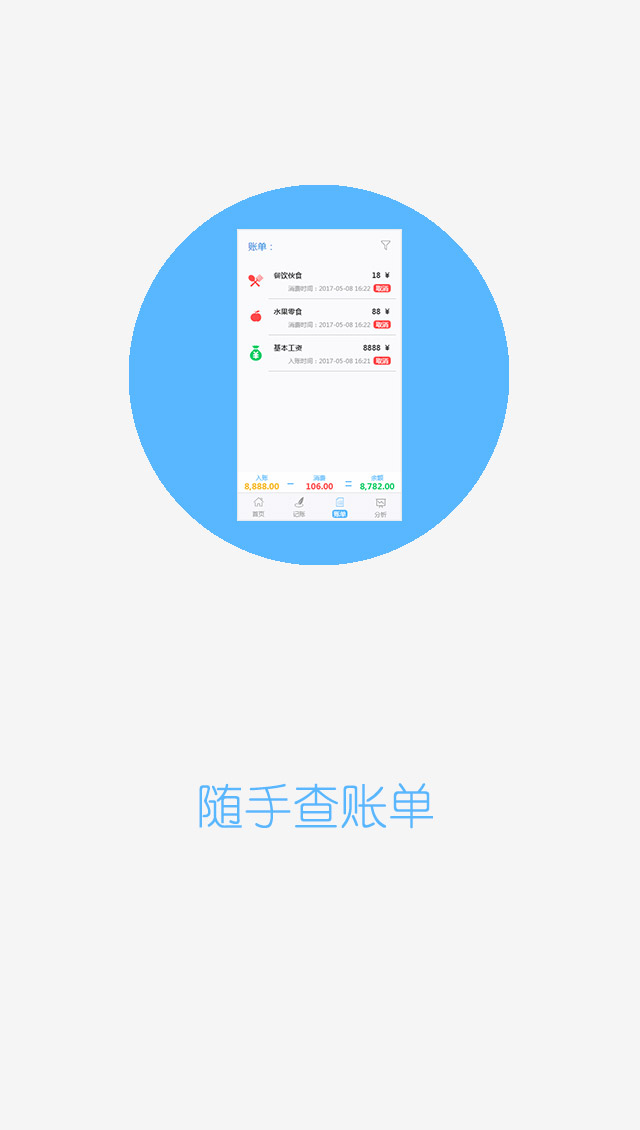 账单：
餐饮伙食 18 ¥
消费时间：2017-05-08 16:22 取消
水果零食 88 ¥
消费时间：2017-05-08 16:22 取消
基本工资 8888 ¥
入账时间：2017-05-08 16:21 取消
入账 消费 余额
8,888.00 － 106.00 = 8,782.00
首页 记账 账单 分析
随手查账单